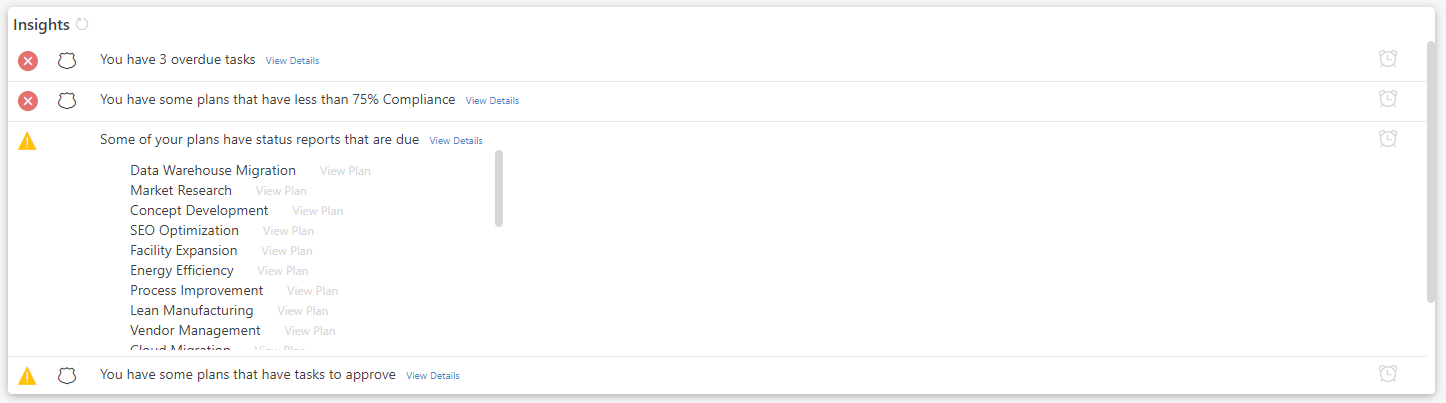 Insights
You have 3 overdue tasks View Details
You have some plans that have less than 75% Compliance View Details
Some of your plans have status reports that are due View Details
Data Warehouse Migration View Plan
Market Research View Plan
Concept Development View Plan
SEO Optimization View Plan
Facility Expansion View Plan
Energy Efficiency View Plan
Process Improvement View Plan
Lean Manufacturing View Plan
Vendor Management View Plan
Cloud Migration View Plan
You have some plans that have tasks to approve View Details